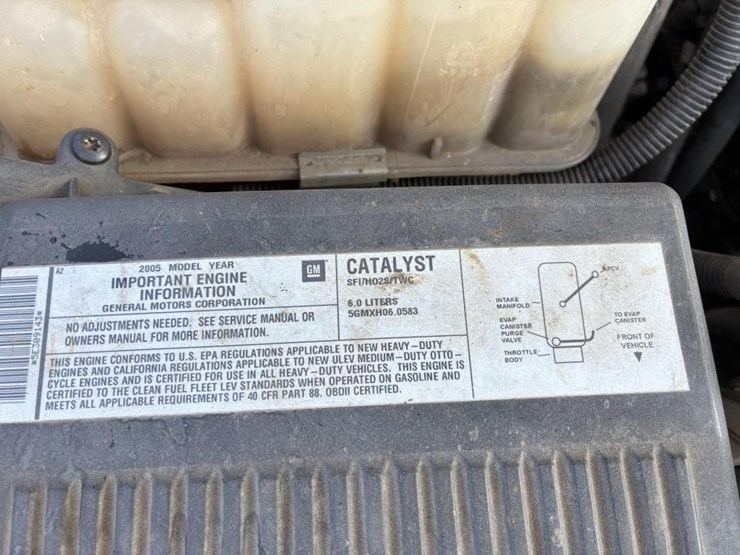 A2
2005 MODEL YEAR
IMPORTANT ENGINE
INFORMATION
GENERAL MOTORS CORPORATION
GM
NO ADJUSTMENTS NEEDED. SEE SERVICE MANUAL OR
OWNERS MANUAL FOR MORE INFORMATION.
CATALYST
SFI/HO2S/TWC
6.0 LITERS
5GMXH06.0583
THIS ENGINE CONFORMS TO U.S. EPA REGULATIONS APPLICABLE TO NEW HEAVY-DUTY
ENGINES AND CALIFORNIA REGULATIONS APPLICABLE TO NEW ULEV MEDIUM-DUTY OTTO-
CYCLE ENGINES AND IS CERTIFIED FOR USE IN ALL HEAVY-DUTY VEHICLES. THIS ENGINE IS
CERTIFIED TO THE CLEAN FUEL FLEET LEV STANDARDS WHEN OPERATED ON GASOLINE AND
MEETS ALL APPLICABLE REQUIREMENTS OF 40 CFR PART 88. OBDII CERTIFIED.
PCV
INTAKE
MANIFOLD
EVAP
CANISTER
PURGE
VALVE
THROTTLE
BODY
TO EVAP
CANISTER
FRONT OF
VEHICLE
*5E309143*